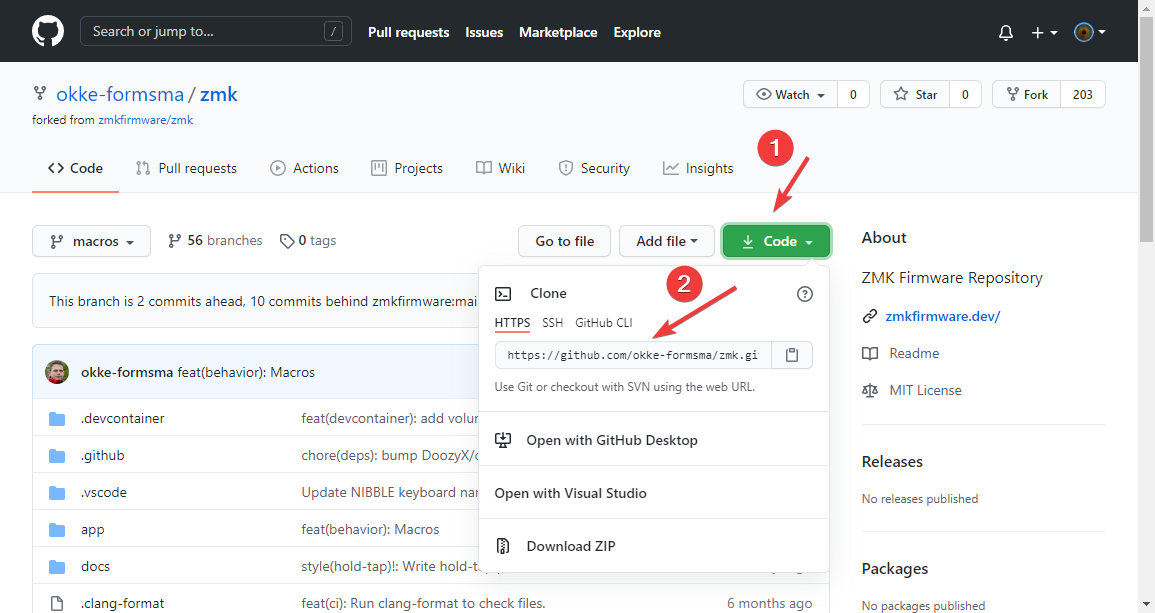 Search or jump to... /
Pull requests Issues Marketplace Explore
okke-formsma / zmk
Watch 0 Star 0 Fork 203
forked from zmkfirmware/zmk
1
Code Pull requests Actions Projects Wiki Security Insights
macros 56 branches 0 tags Go to file Add file Code
About
ZMK Firmware Repository
zmkfirmware.dev/
Readme
MIT License
Releases
No releases published
Packages
No packages published
2
Clone
HTTPS SSH GitHub CLI
https://github.com/okke-formsma/zmk.gi
Use Git or checkout with SVN using the web URL.
Open with GitHub Desktop
Open with Visual Studio
Download ZIP
This branch is 2 commits ahead, 10 commits behind zmkfirmware:mai
okke-formsma feat(behavior): Macros
.devcontainer feat(devcontainer): add volu
.github chore(deps): bump DoozyX/c
.vscode Update NIBBLE keyboard nar
app feat(behavior): Macros
docs style(hold-tap)!: Write hold-
.clang-format feat(ci): Run clang-format to check files. 6 months ago